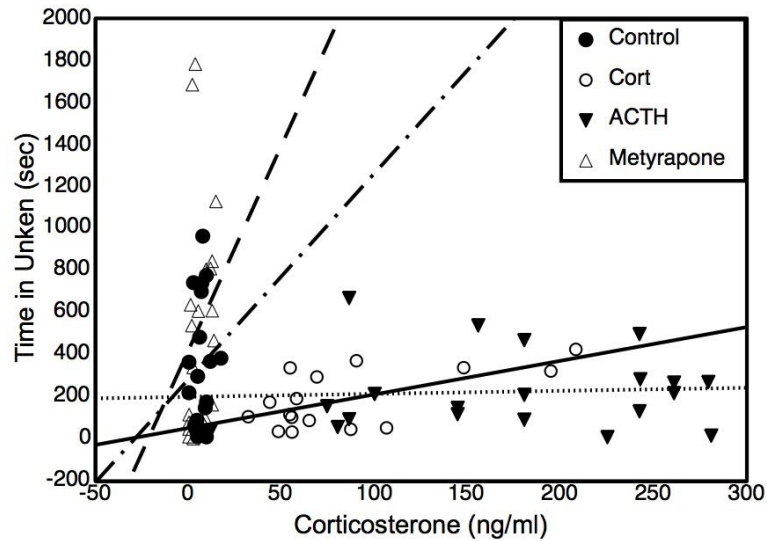 2000
1800
1600
1400
1200
1000
800
600
400
200
0
-200
Time in Unken (sec)
Control
Cort
ACTH
Metyrapone
-50 0 50 100 150 200 250 300
Corticosterone (ng/ml)